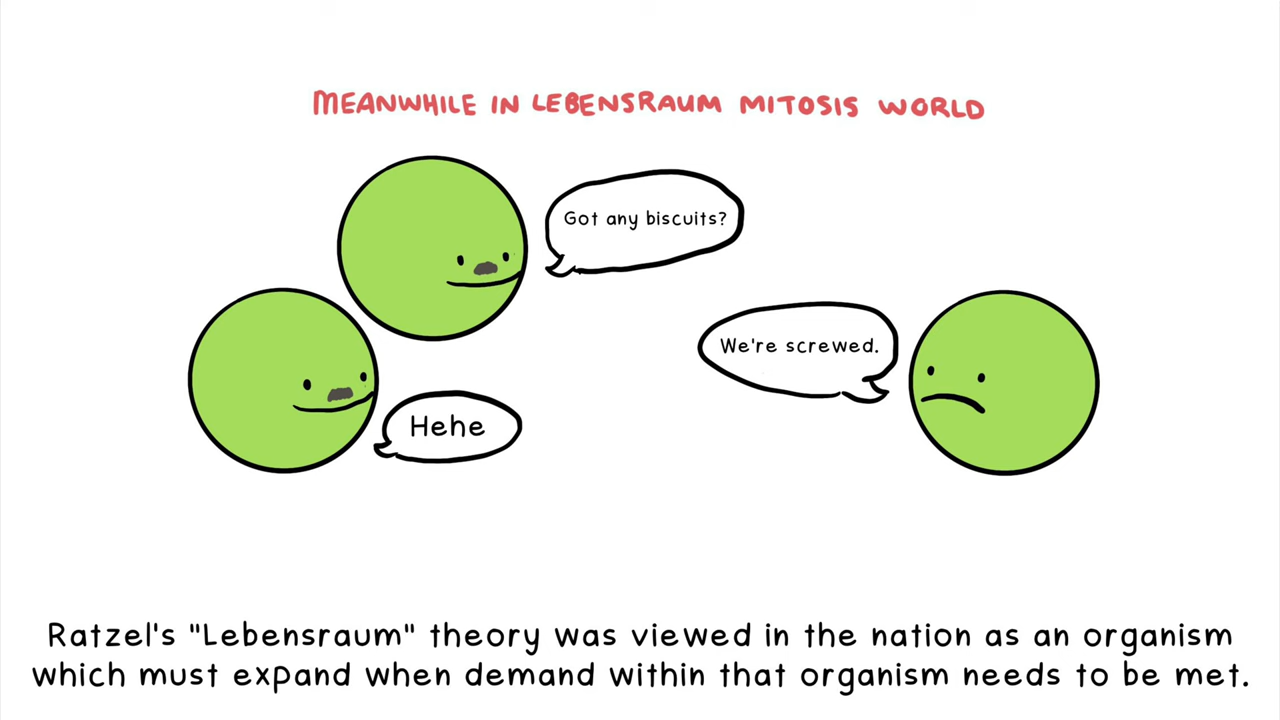 MEANWHILE IN LEBENSRAUM MITOSIS WORLD
Got any biscuits?
We're screwed.
Hehe
Ratzel's "Lebensraum" theory was viewed in the nation as an organism
which must expand when demand within that organism needs to be met.